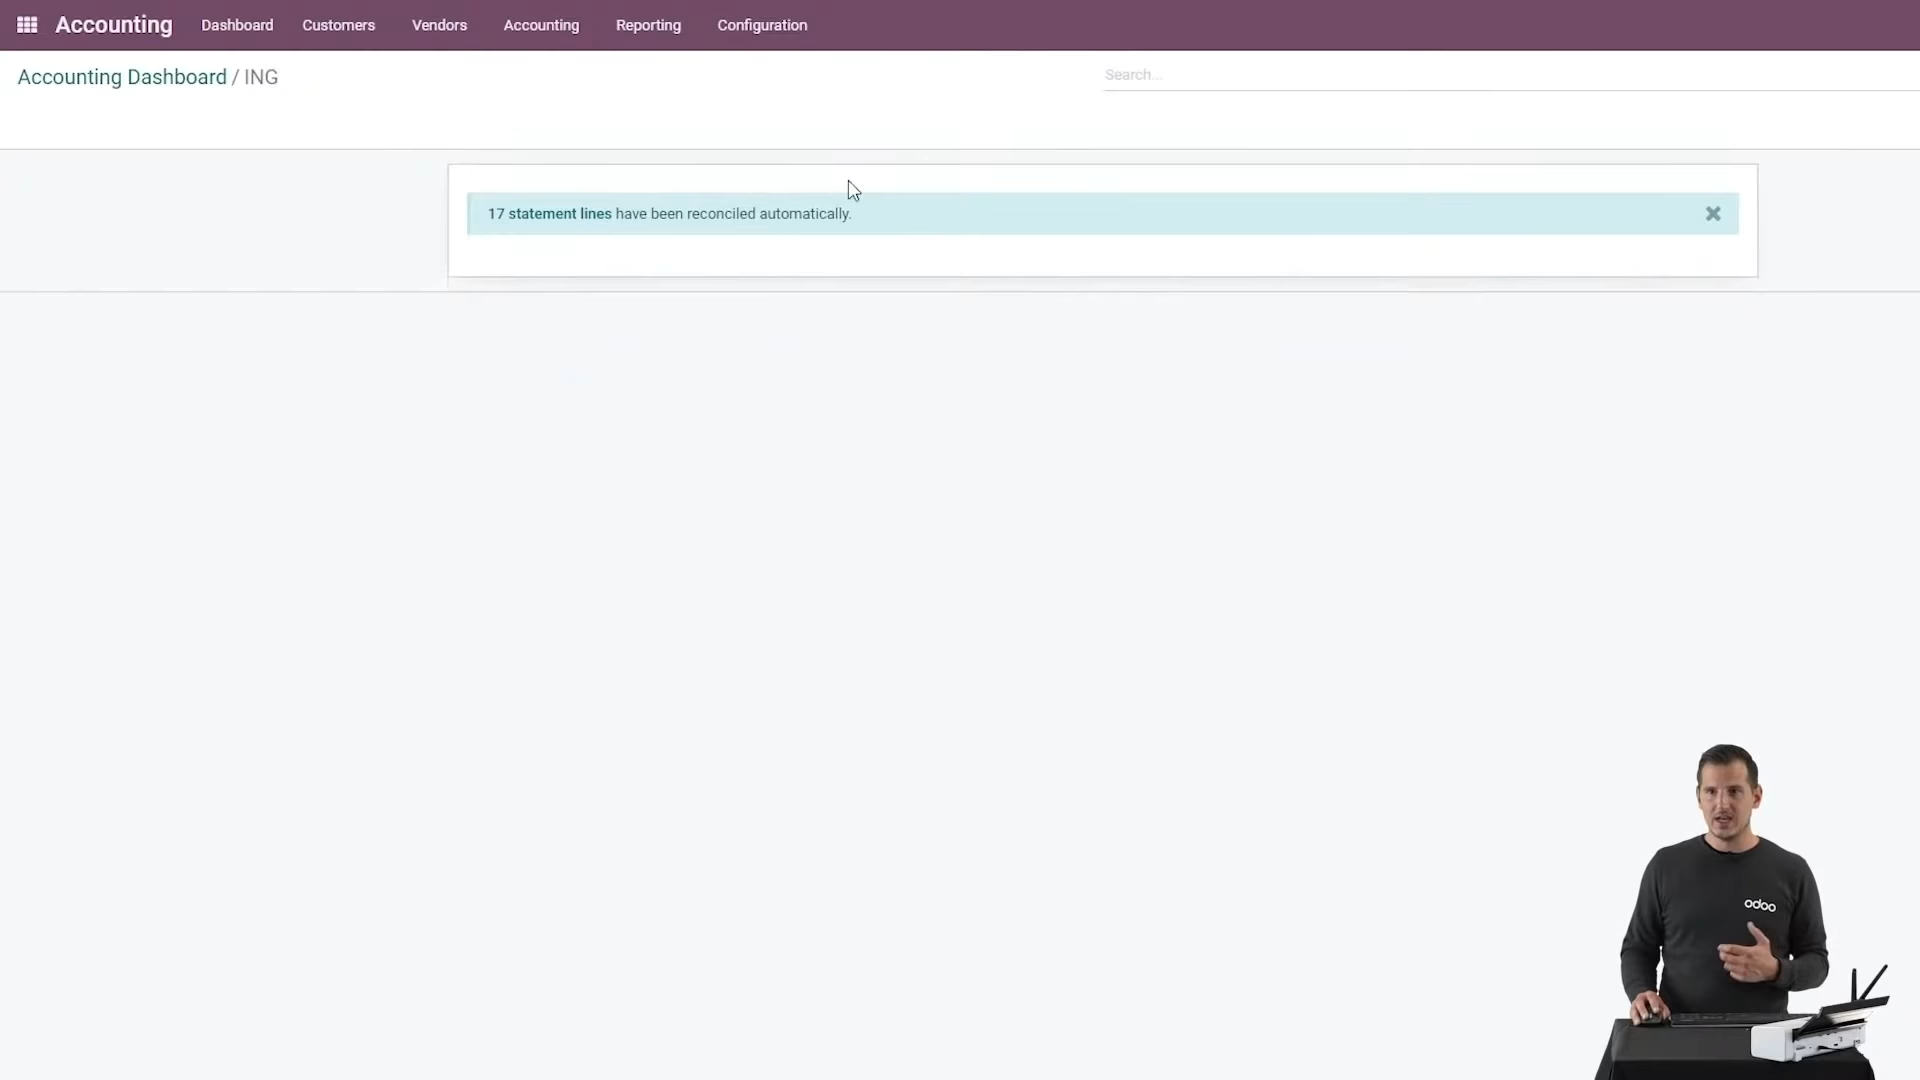 Accounting Dashboard Customers Vendors Accounting Reporting Configuration
Accounting Dashboard / ING
Search...
17 statement lines have been reconciled automatically.
odoo